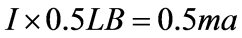 I × 0.5LB = 0.5ma